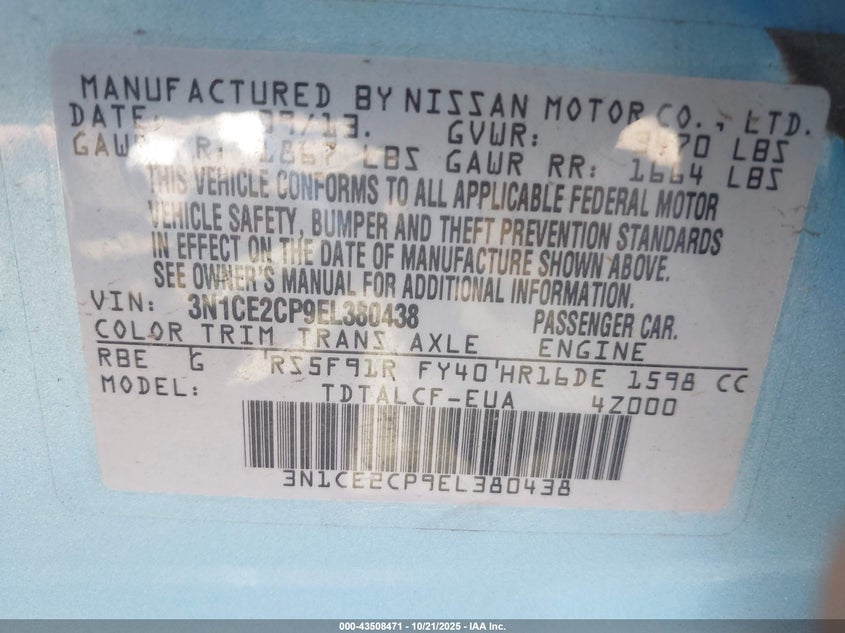 MANUFACTURED BY NISSAN MOTOR CO., LTD.
DATE: /13. GVWR: 70 LBS
GAWR FR: 1867 LBS GAWR RR: 1664 LBS
THIS VEHICLE CONFORMS TO ALL APPLICABLE FEDERAL MOTOR
VEHICLE SAFETY, BUMPER AND THEFT PREVENTION STANDARDS
IN EFFECT ON THE DATE OF MANUFACTURE SHOWN ABOVE.
SEE OWNER'S MANUAL FOR ADDITIONAL INFORMATION.
VIN: 3N1CE2CP9EL380438 PASSENGER CAR.
COLOR TRIM TRANS AXLE ENGINE
RBE G RS5F91R FY40 HR16DE 1598 CC
MODEL: TDTALCF-EUA 4Z000
3N1CE2CP9EL380438
000-43508471 - 10/21/2025 - IAA Inc.